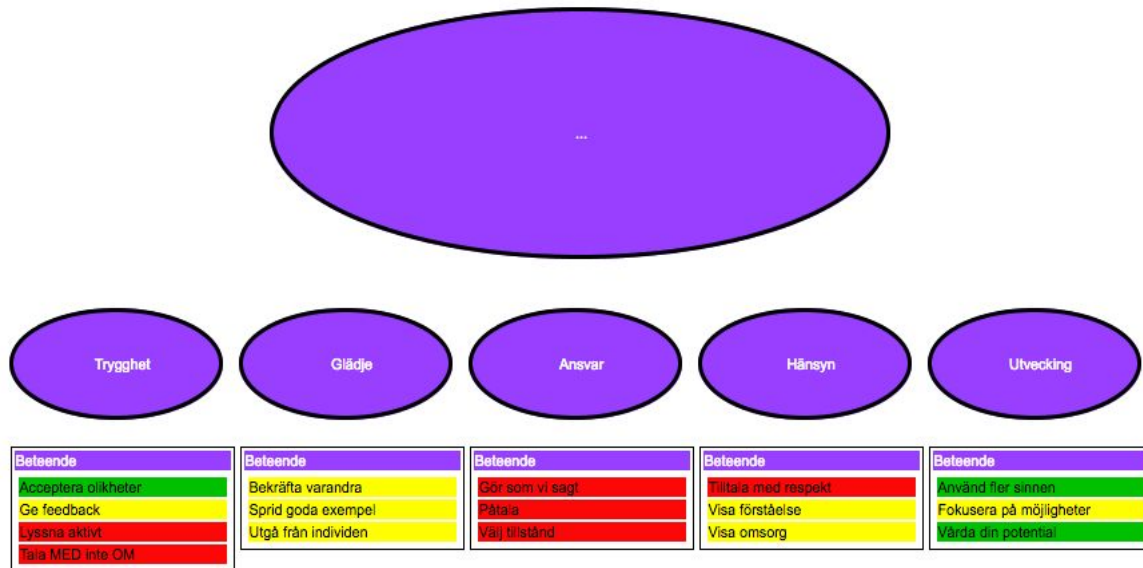 ...
Trygghet
Glädje
Ansvar
Hänsyn
Utvecking
Beteende
Acceptera olikheter
Ge feedback
Lyssna aktivt
Tala MED inte OM
Beteende
Bekräfta varandra
Sprid goda exempel
Utgå från individen
Beteende
Gör som vi sagt
Påtala
Välj tillstånd
Beteende
Tilltala med respekt
Visa förståelse
Visa omsorg
Beteende
Använd fler sinnen
Fokusera på möjligheter
Vårda din potential